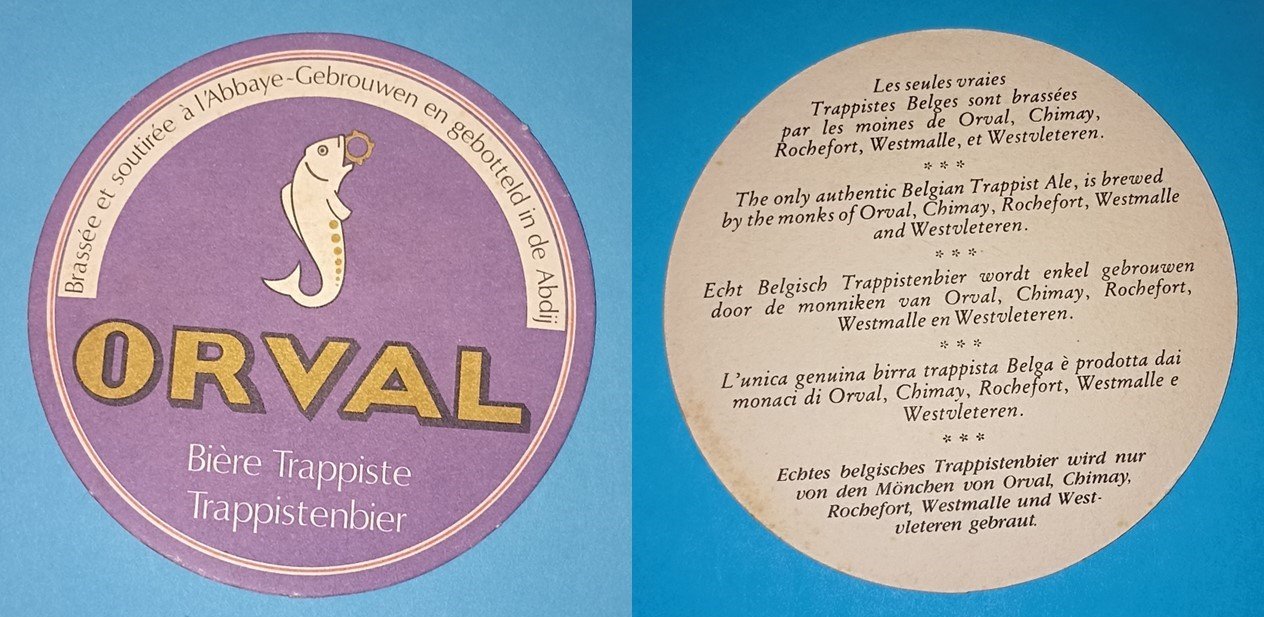 Brassée et soutirée à l'Abbaye-Gebrouwen en gebotteld in de Abdij
ORVAL
Bière Trappiste
Trappistenbier
Les seules vraies
Trappistes Belges sont brassées
par les moines de Orval, Chimay,
Rochefort, Westmalle, et Westvleteren.
* * *
The only authentic Belgian Trappist Ale, is brewed
by the monks of Orval, Chimay, Rochefort, Westmalle
and Westvleteren.
* * *
Echt Belgisch Trappistenbier wordt enkel gebrouwen
door de monniken van Orval, Chimay, Rochefort,
Westmalle en Westvleteren.
* * *
L'unica genuina birra trappista Belga è prodotta dai
monaci di Orval, Chimay, Rochefort, Westmalle e
Westvleteren.
* * *
Echtes belgisches Trappistenbier wird nur
von den Mönchen von Orval, Chimay,
Rochefort, Westmalle und West-
vleteren gebraut.